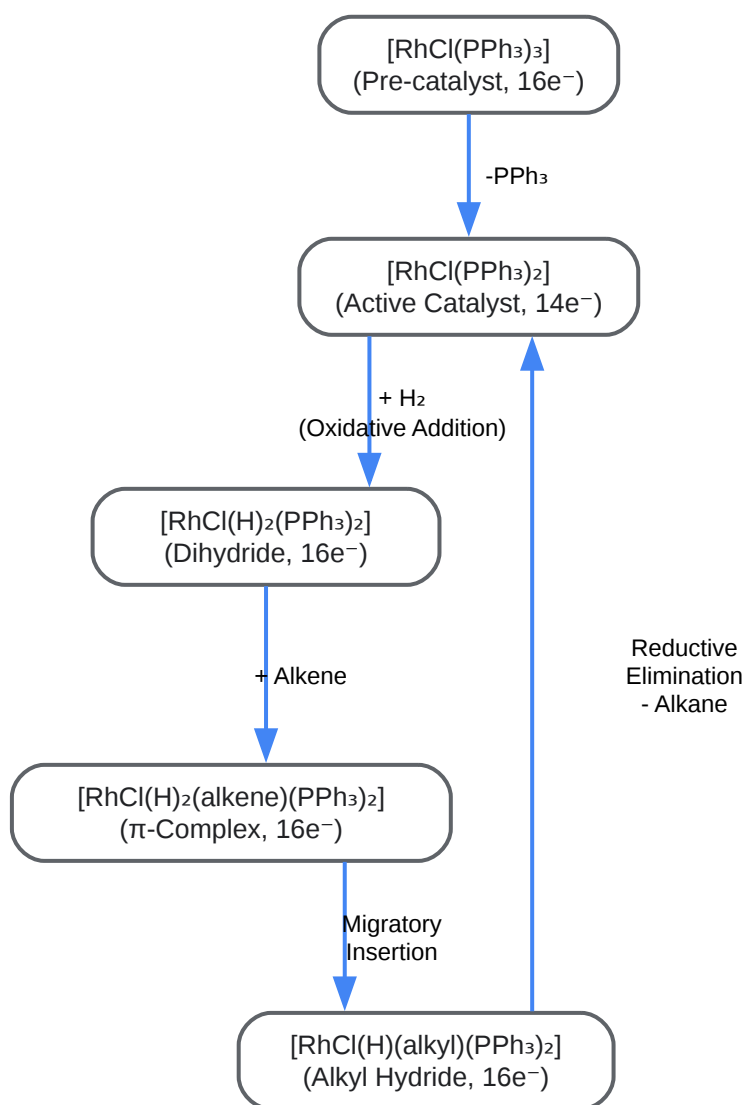 [RhCl(PPh₃)₃]
(Pre-catalyst, 16e⁻)
-PPh₃
[RhCl(PPh₃)₂]
(Active Catalyst, 14e⁻)
+ H₂
(Oxidative Addition)
[RhCl(H)₂(PPh₃)₂]
(Dihydride, 16e⁻)
+ Alkene
Reductive
Elimination
- Alkane
[RhCl(H)₂(alkene)(PPh₃)₂]
(π-Complex, 16e⁻)
Migratory
Insertion
[RhCl(H)(alkyl)(PPh₃)₂]
(Alkyl Hydride, 16e⁻)